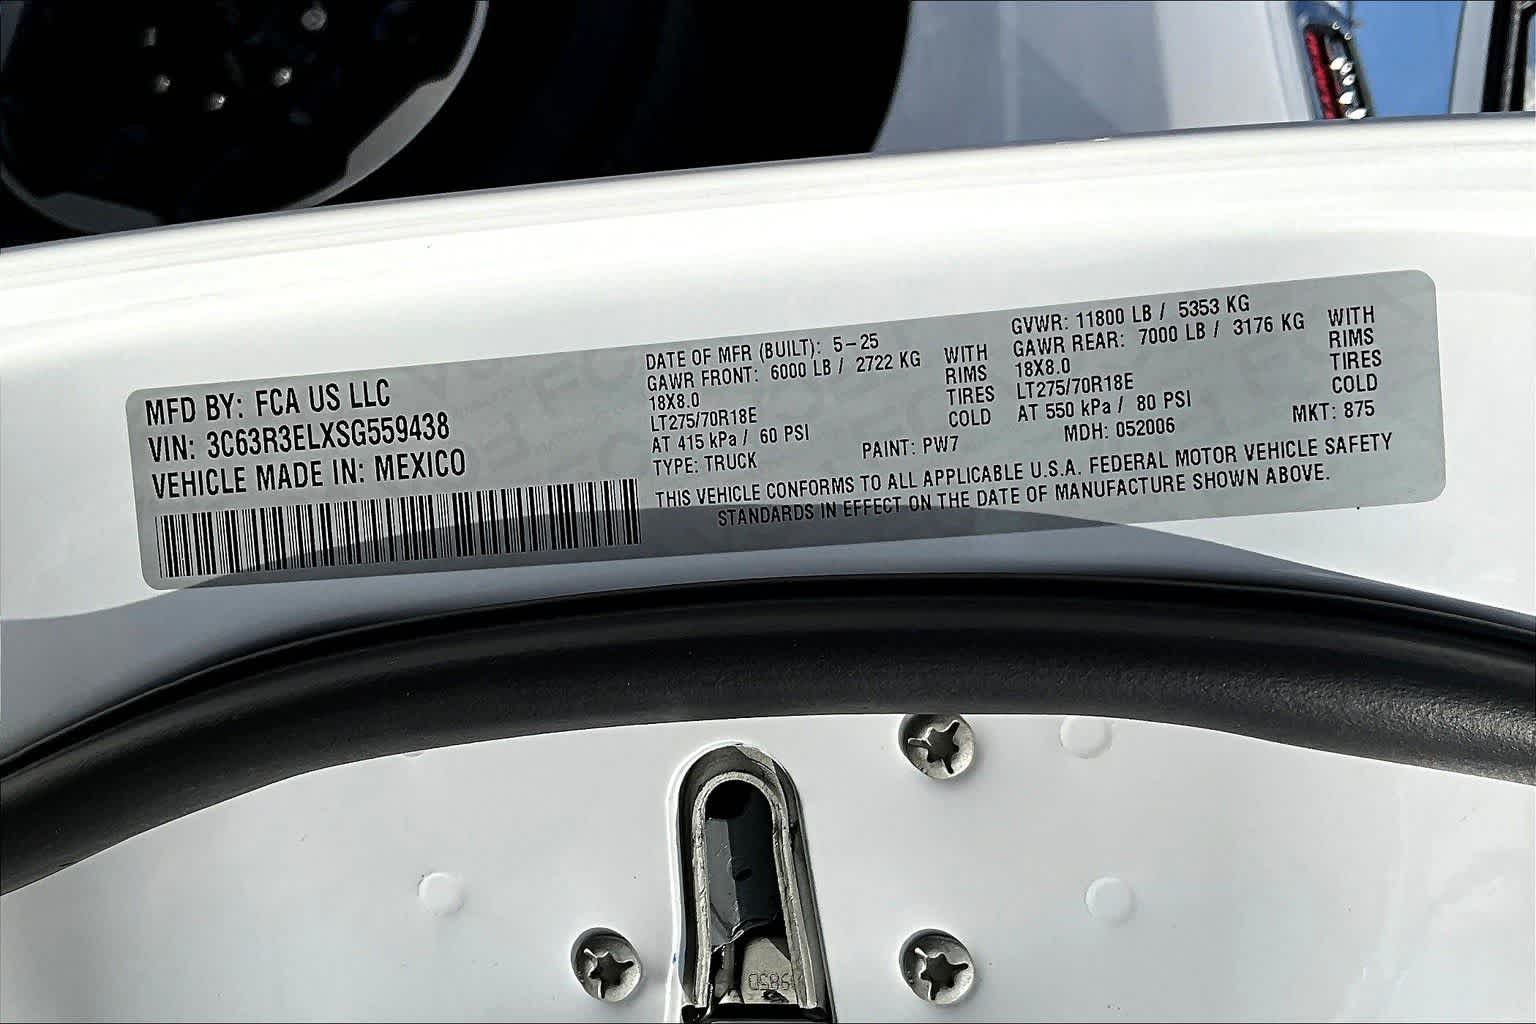 MFD BY: FCA US LLC
VIN: 3C63R3ELXSG559438
VEHICLE MADE IN: MEXICO
DATE OF MFR (BUILT): 5-25
GAWR FRONT: 6000 LB / 2722 KG WITH
18X8.0 RIMS
LT275/70R18E TIRES
AT 415 kPa / 60 PSI COLD
TYPE: TRUCK PAINT: PW7
GVWR: 11800 LB / 5353 KG
GAWR REAR: 7000 LB / 3176 KG WITH
18X8.0 RIMS
LT275/70R18E TIRES
AT 550 kPa / 80 PSI COLD
MDH: 052006 MKT: 875
THIS VEHICLE CONFORMS TO ALL APPLICABLE U.S.A. FEDERAL MOTOR VEHICLE SAFETY
STANDARDS IN EFFECT ON THE DATE OF MANUFACTURE SHOWN ABOVE.